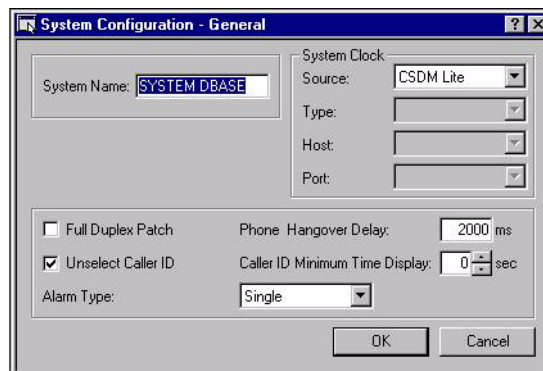 System Configuration - General
System Name: SYSTEM DBASE
System Clock
Source: CSDM Lite
Type:
Host:
Port:
Full Duplex Patch
Phone Hangover Delay: 2000 ms
Unselect Caller ID
Caller ID Minimum Time Display: 0 sec
Alarm Type: Single
OK
Cancel